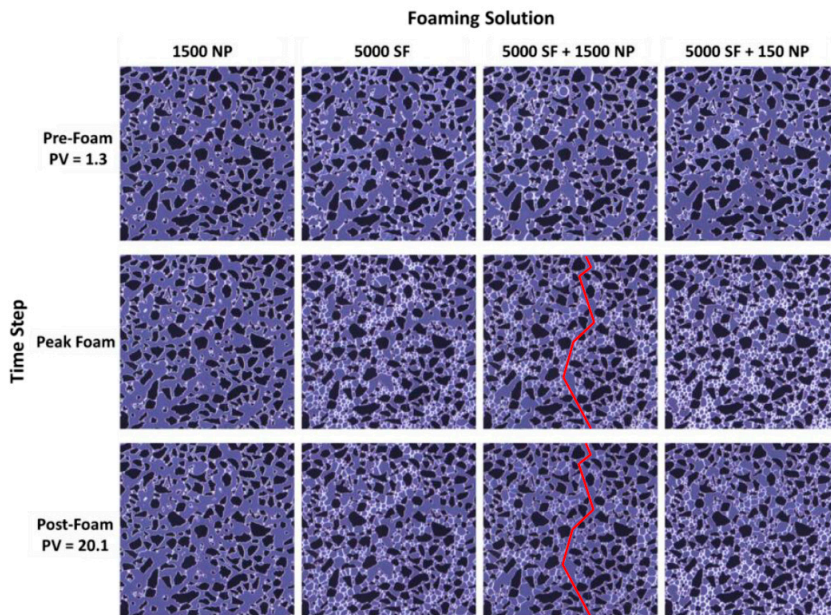 Foaming Solution
1500 NP
5000 SF
5000 SF + 1500 NP
5000 SF + 150 NP
Time Step
Pre-Foam
PV = 1.3
Peak Foam
Post-Foam
PV = 20.1